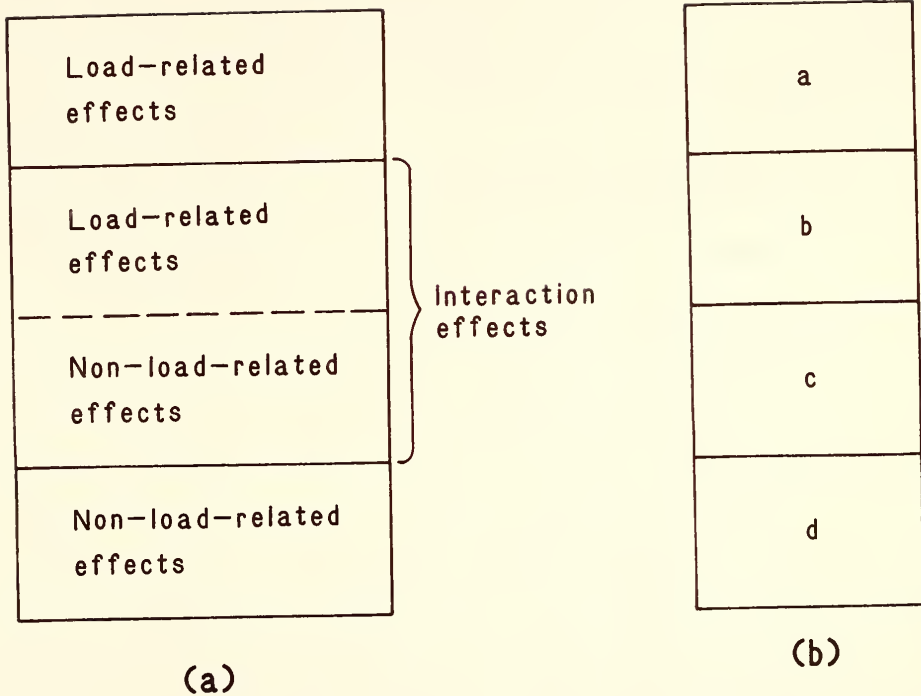 Load-related
effects
Load-related
effects
Non-load-related
effects
Non-load-related
effects
Interaction
effects
(a)
a
b
c
d
(b)